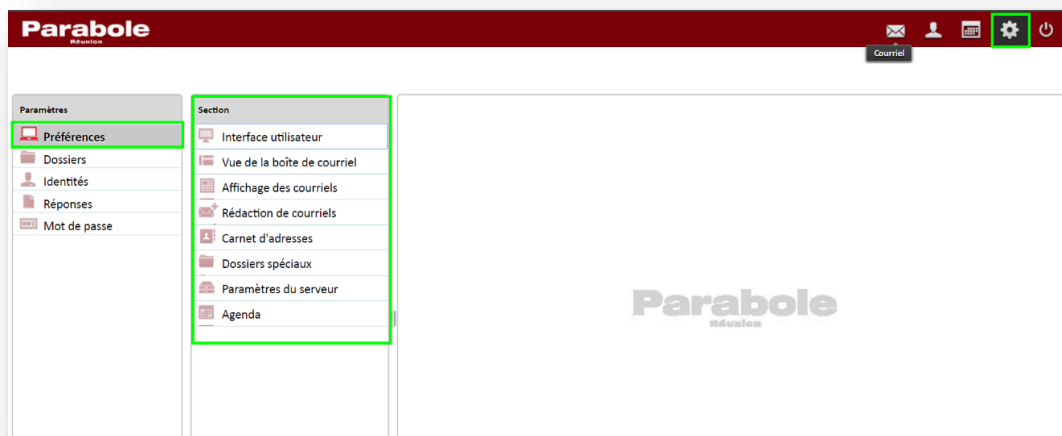 Parabole
Réunion
Courriel
Paramètres
Préférences
Dossiers
Identités
Réponses
Mot de passe
Section
Interface utilisateur
Vue de la boîte de courriel
Affichage des courriels
Rédaction de courriels
Carnet d'adresses
Dossiers spéciaux
Paramètres du serveur
Agenda
Parabole
Réunion